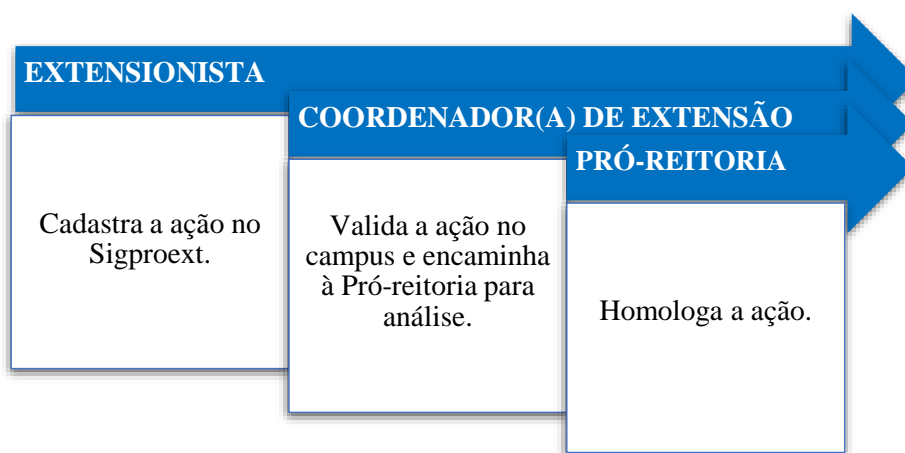 EXTENSIONISTA
Cadastra a ação no
Sigproext.
COORDENADOR(A) DE EXTENSÃO
Valida a ação no
campus e encaminha
à Pró-reitoria para
análise.
PRÓ-REITORIA
Homologa a ação.